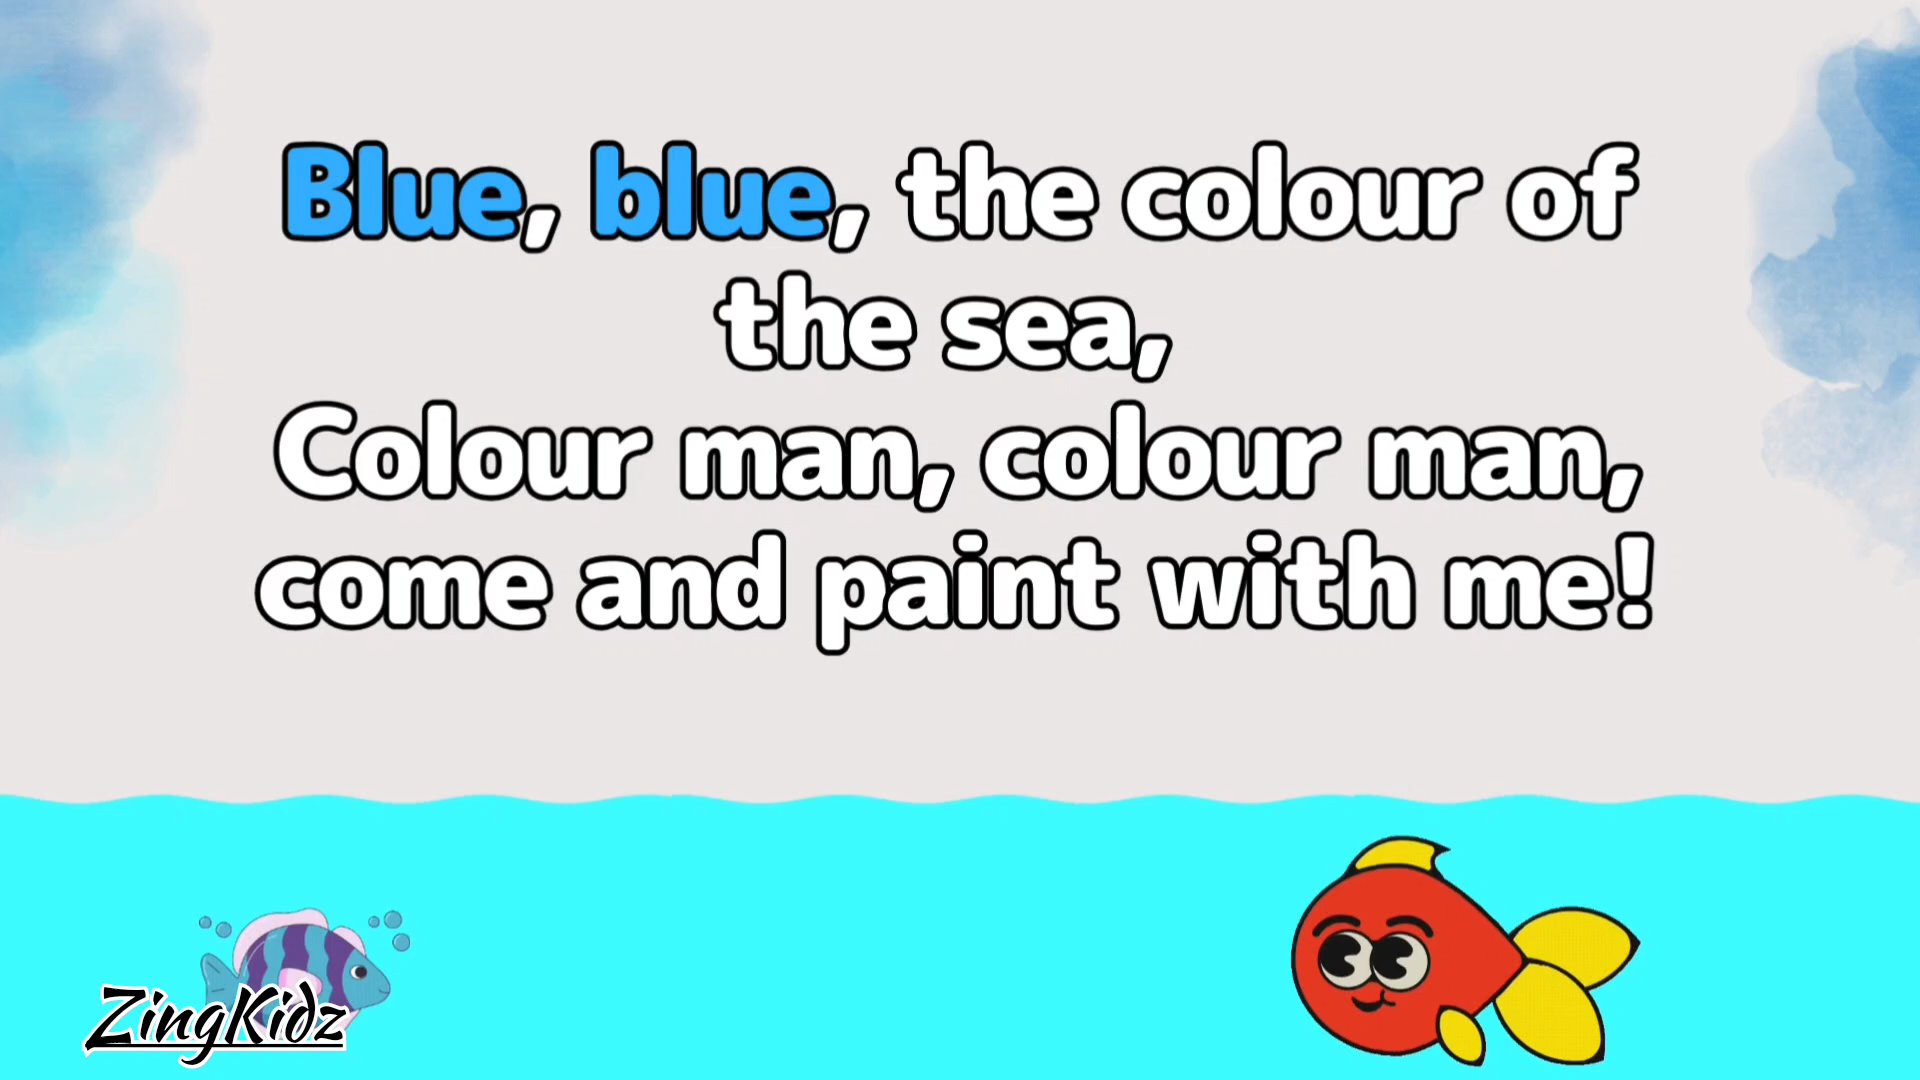 Blue, blue, the colour of
the sea,
Colour man, colour man,
come and paint with me!
ZingKidz